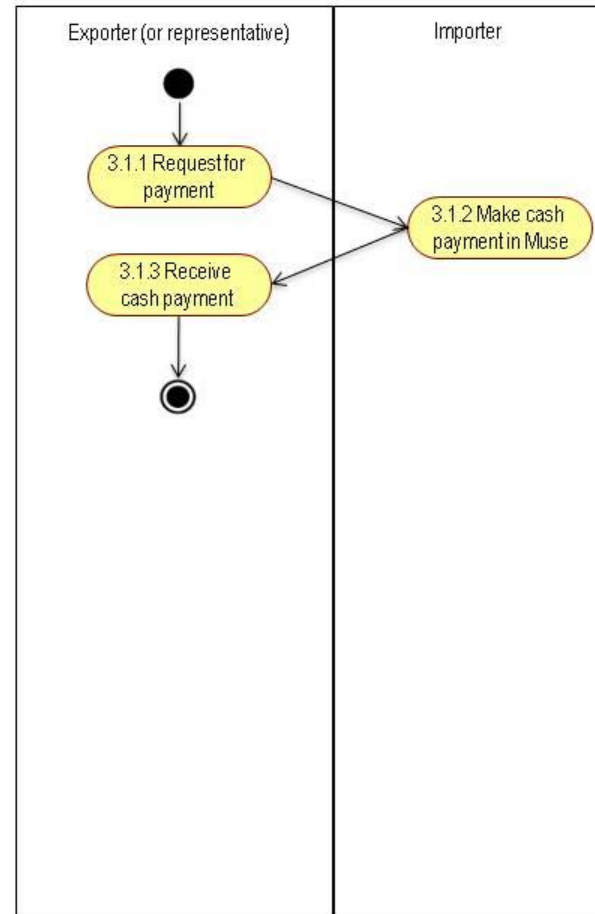 Exporter (or representative)
Importer
3.1.1 Request for
payment
3.1.2 Make cash
payment in Muse
3.1.3 Receive
cash payment